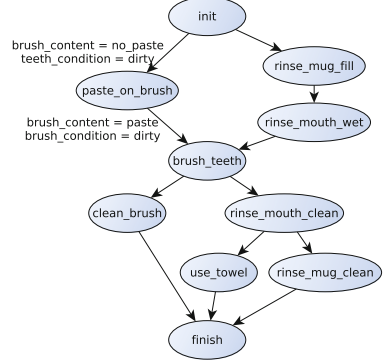 init
brush_content = no_paste
teeth_condition = dirty
rinse_mug_fill
paste_on_brush
brush_content = paste
brush_condition = dirty
rinse_mouth_wet
brush_teeth
clean_brush
rinse_mouth_clean
use_towel
rinse_mug_clean
finish